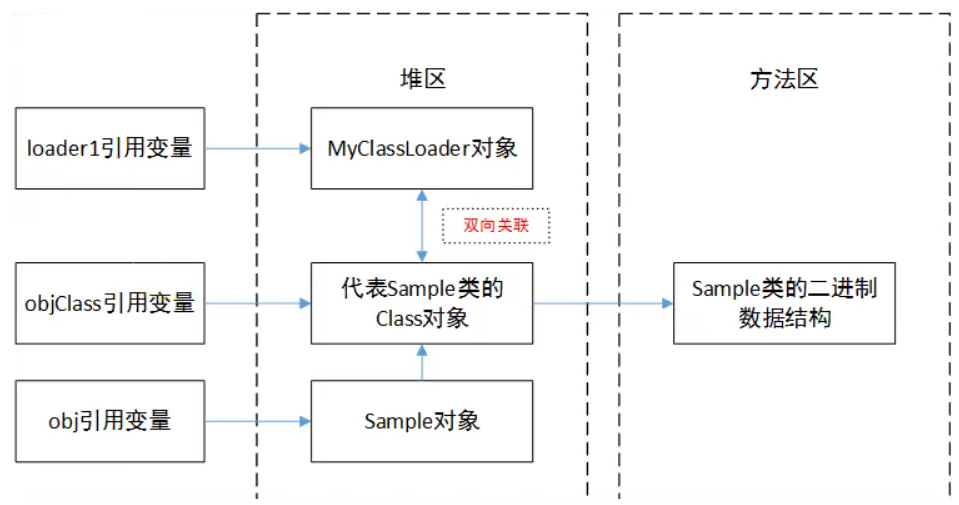 堆区
方法区
loader1引用变量
MyClassLoader对象
双向关联
objClass引用变量
代表Sample类的
Class对象
Sample类的二进制
数据结构
obj引用变量
Sample对象